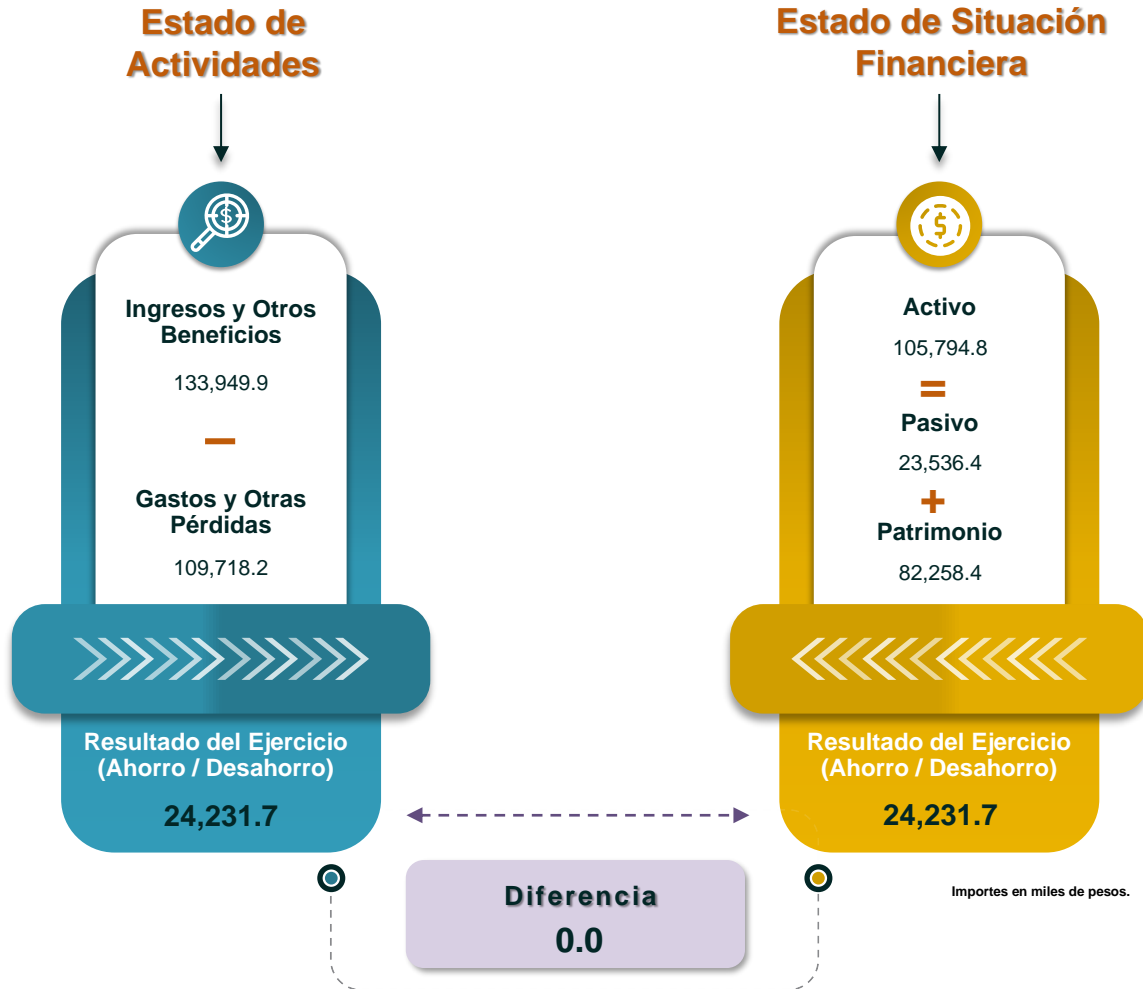 Estado de
Actividades
Ingresos y Otros
Beneficios
133,949.9
–
Gastos y Otras
Pérdidas
109,718.2
Resultado del Ejercicio
(Ahorro / Desahorro)
24,231.7
Estado de Situación
Financiera
Activo
105,794.8
=
Pasivo
23,536.4
+
Patrimonio
82,258.4
Resultado del Ejercicio
(Ahorro / Desahorro)
24,231.7
Diferencia
0.0
Importes en miles de pesos.